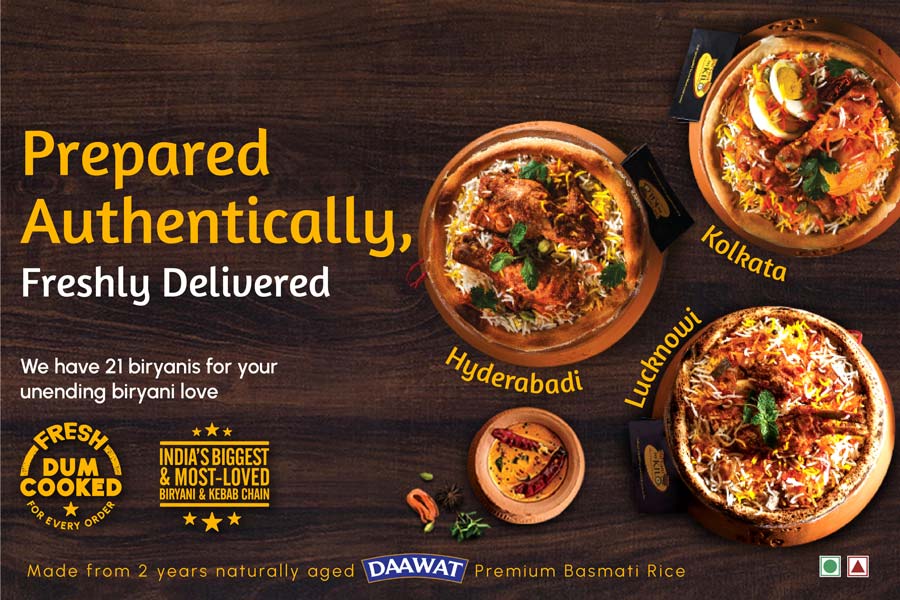 Prepared
Authentically,
Freshly Delivered
We have 21 biryanis for your
unending biryani love
FRESH
DUM
COOKED
FOR EVERY ORDER
INDIA'S BIGGEST
& MOST-LOVED
BIRYANI & KEBAB CHAIN
Kolkata
Hyderabadi
Lucknowi
Made from 2 years naturally aged DAAWAT Premium Basmati Rice